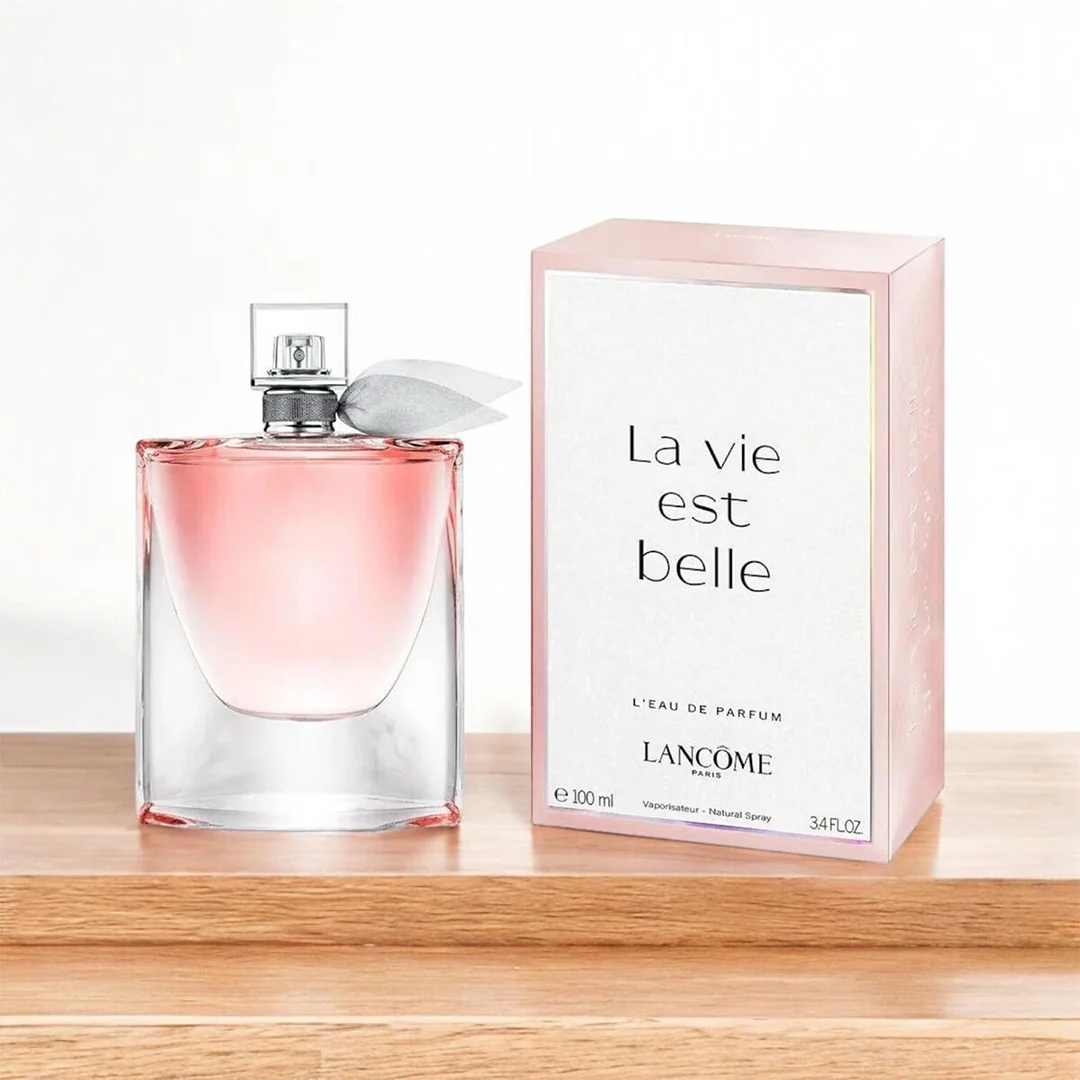 La vie
est
belle
L'EAU DE PARFUM
LANCÔME
PARIS
℮ 100 ml
Vaporisateur - Natural Spray
3.4 FL.OZ.